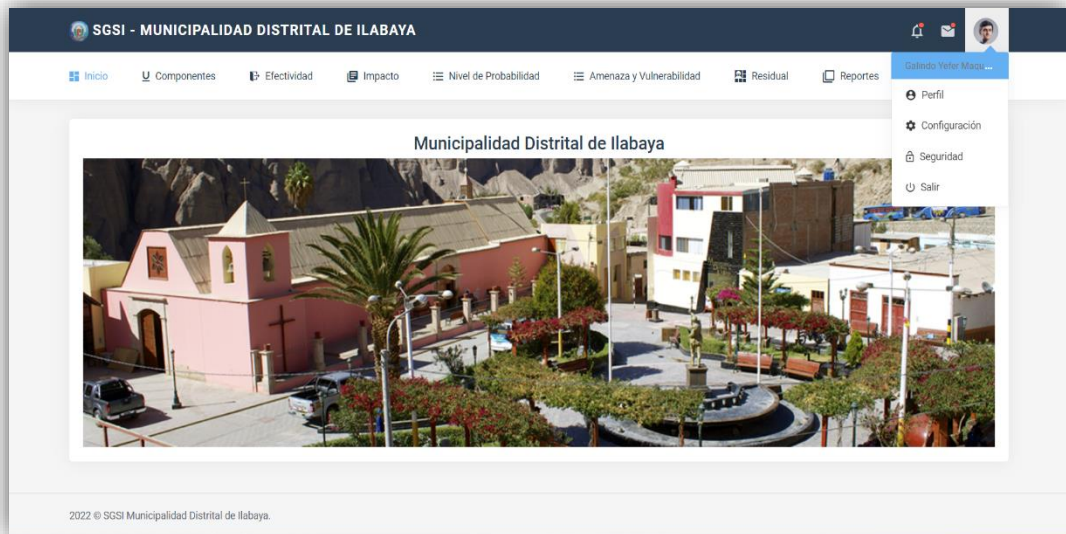 SGSI - MUNICIPALIDAD DISTRITAL DE ILABAYA
Inicio Componentes Efectividad Impacto Nivel de Probabilidad Amenaza y Vulnerabilidad Residual Reportes
Galindo Yefer Maqu...
Perfil
Configuración
Seguridad
Salir
Municipalidad Distrital de Ilabaya
2022 © SGSI Municipalidad Distrital de Ilabaya.